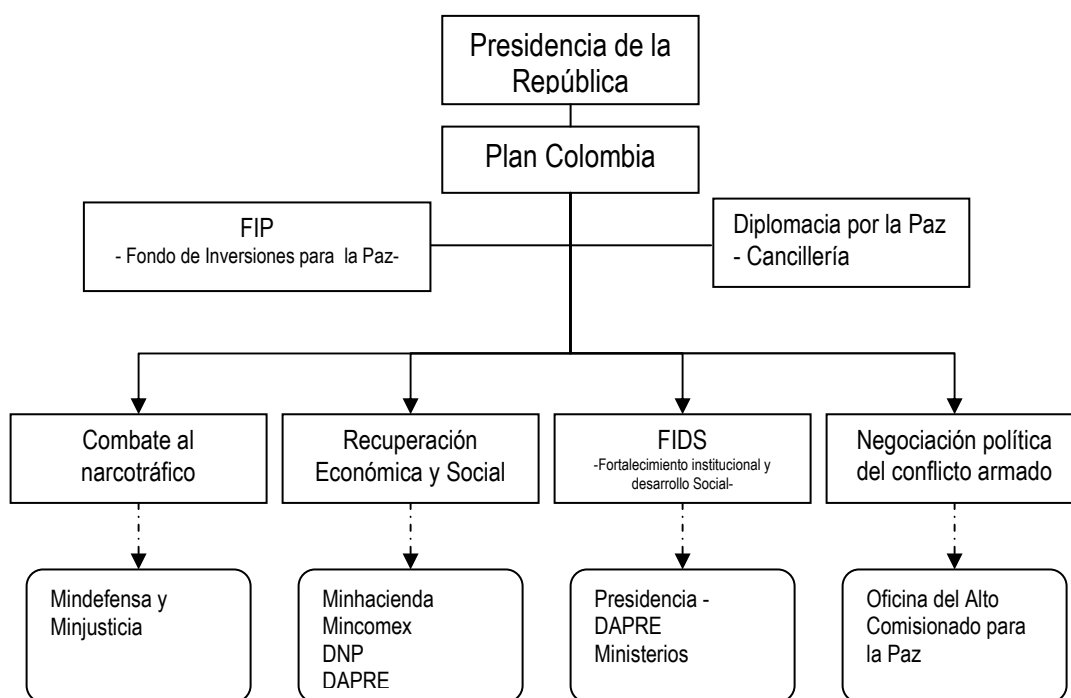 Presidencia de la
República
Plan Colombia
FIP
- Fondo de Inversiones para la Paz-
Diplomacia por la Paz
- Cancillería
Combate al
narcotráfico
Recuperación
Económica y Social
FIDS
-Fortalecimiento institucional y
desarrollo Social-
Negociación política
del conflicto armado
Mindefensa y
Minjusticia
Minhacienda
Mincomex
DNP
DAPRE
Presidencia -
DAPRE
Ministerios
Oficina del Alto
Comisionado para
la Paz